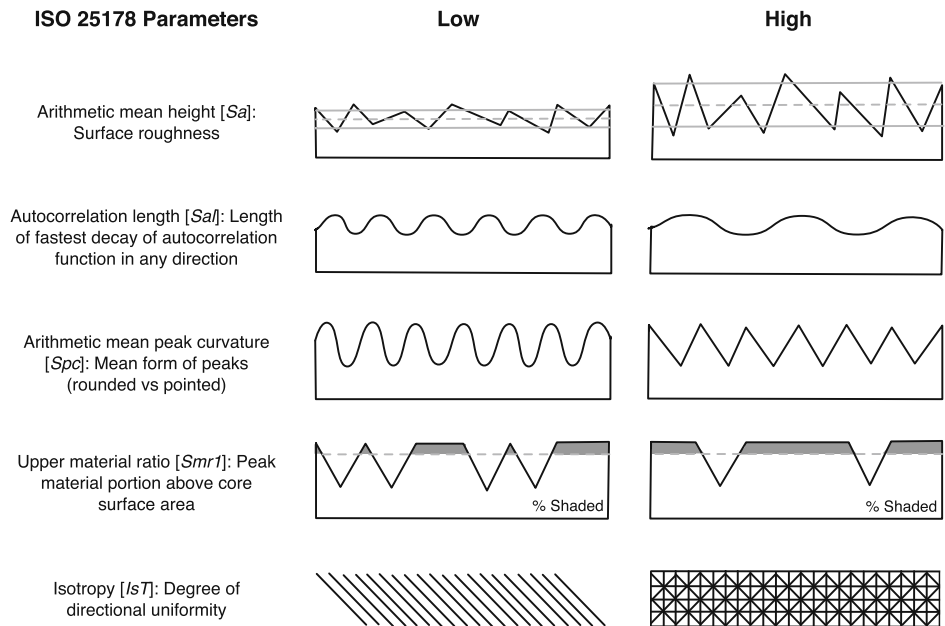 ISO 25178 Parameters
Low
High
Arithmetic mean height [Sa]:
Surface roughness
Autocorrelation length [Sal]: Length
of fastest decay of autocorrelation
function in any direction
Arithmetic mean peak curvature
[Spc]: Mean form of peaks
(rounded vs pointed)
Upper material ratio [Smr1]: Peak
material portion above core
surface area
% Shaded
% Shaded
Isotropy [IsT]: Degree of
directional uniformity